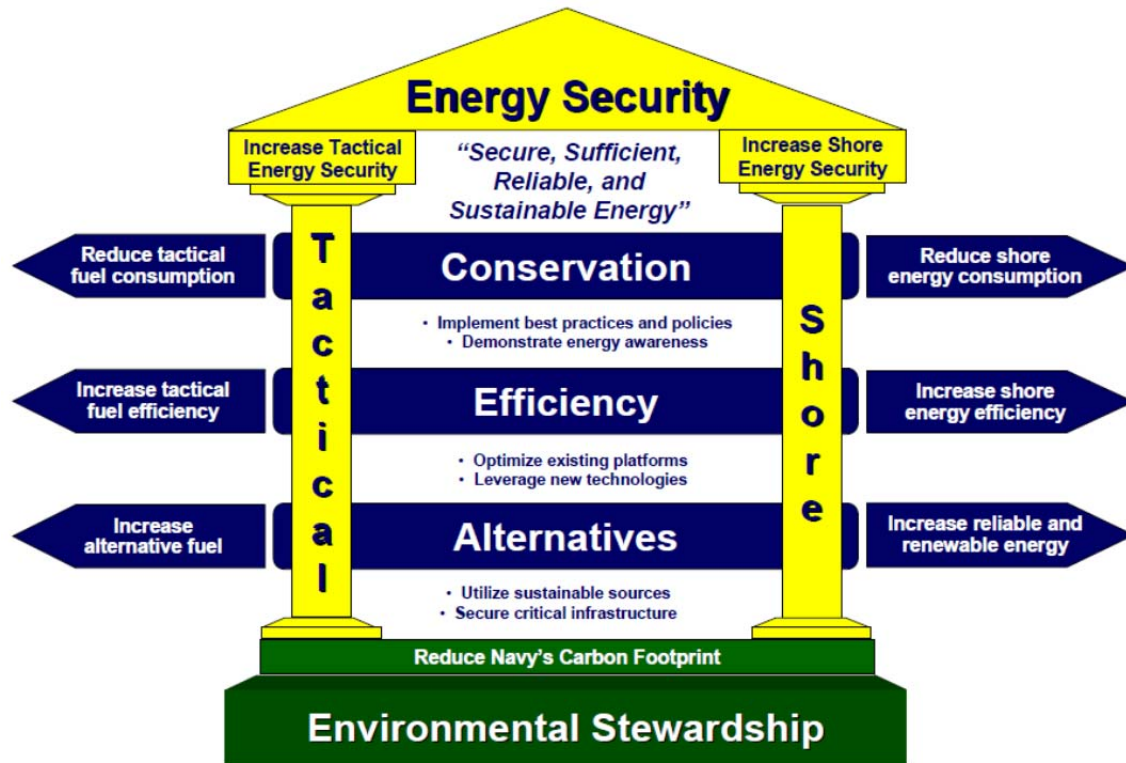 Energy Security
Increase Tactical
Energy Security
"Secure, Sufficient,
Reliable, and
Sustainable Energy"
Increase Shore
Energy Security
Tactical
Shore
Reduce tactical
fuel consumption
Conservation
Reduce shore
energy consumption
• Implement best practices and policies
• Demonstrate energy awareness
Increase tactical
fuel efficiency
Efficiency
Increase shore
energy efficiency
• Optimize existing platforms
• Leverage new technologies
Increase
alternative fuel
Alternatives
Increase reliable and
renewable energy
• Utilize sustainable sources
• Secure critical infrastructure
Reduce Navy's Carbon Footprint
Environmental Stewardship